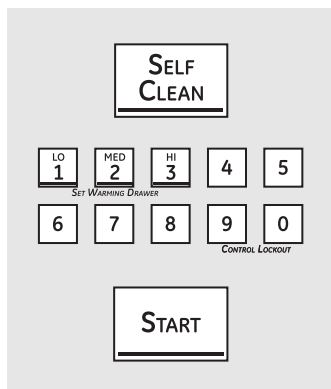 SELF
CLEAN
LO MED HI
1 2 3 4 5
SET WARMING DRAWER
6 7 8 9 0
CONTROL LOCKOUT
START